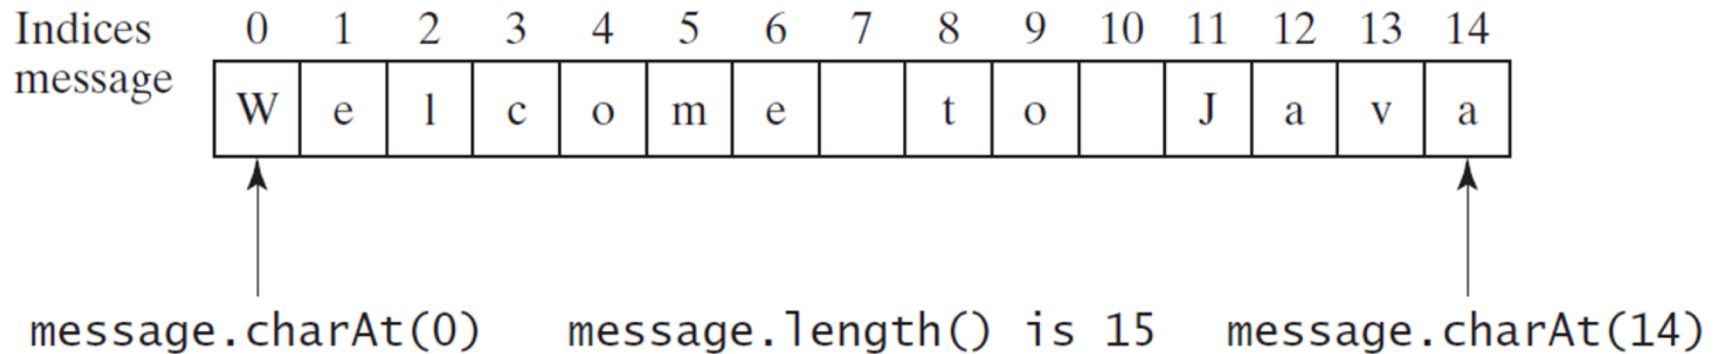 Indices 0 1 2 3 4 5 6 7 8 9 10 11 12 13 14
message W e l c o m e t o J a v a
message.charAt(0) message.length() is 15 message.charAt(14)